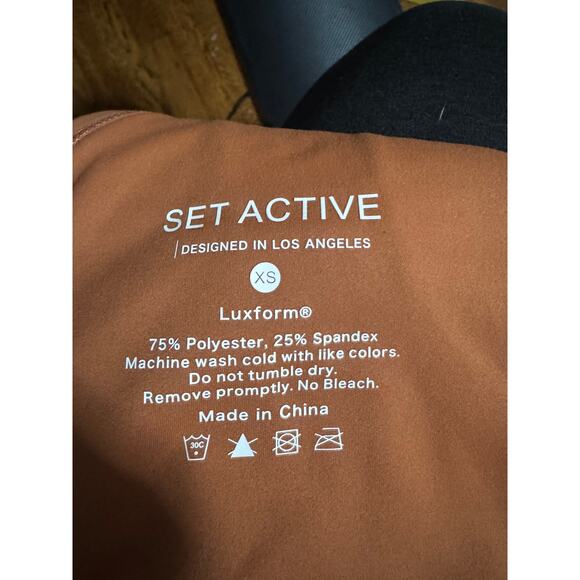 SET ACTIVE
DESIGNED IN LOS ANGELES
XS
Luxform®
75% Polyester, 25% Spandex
Machine wash cold with like colors.
Do not tumble dry.
Remove promptly. No Bleach.
Made in China
30C